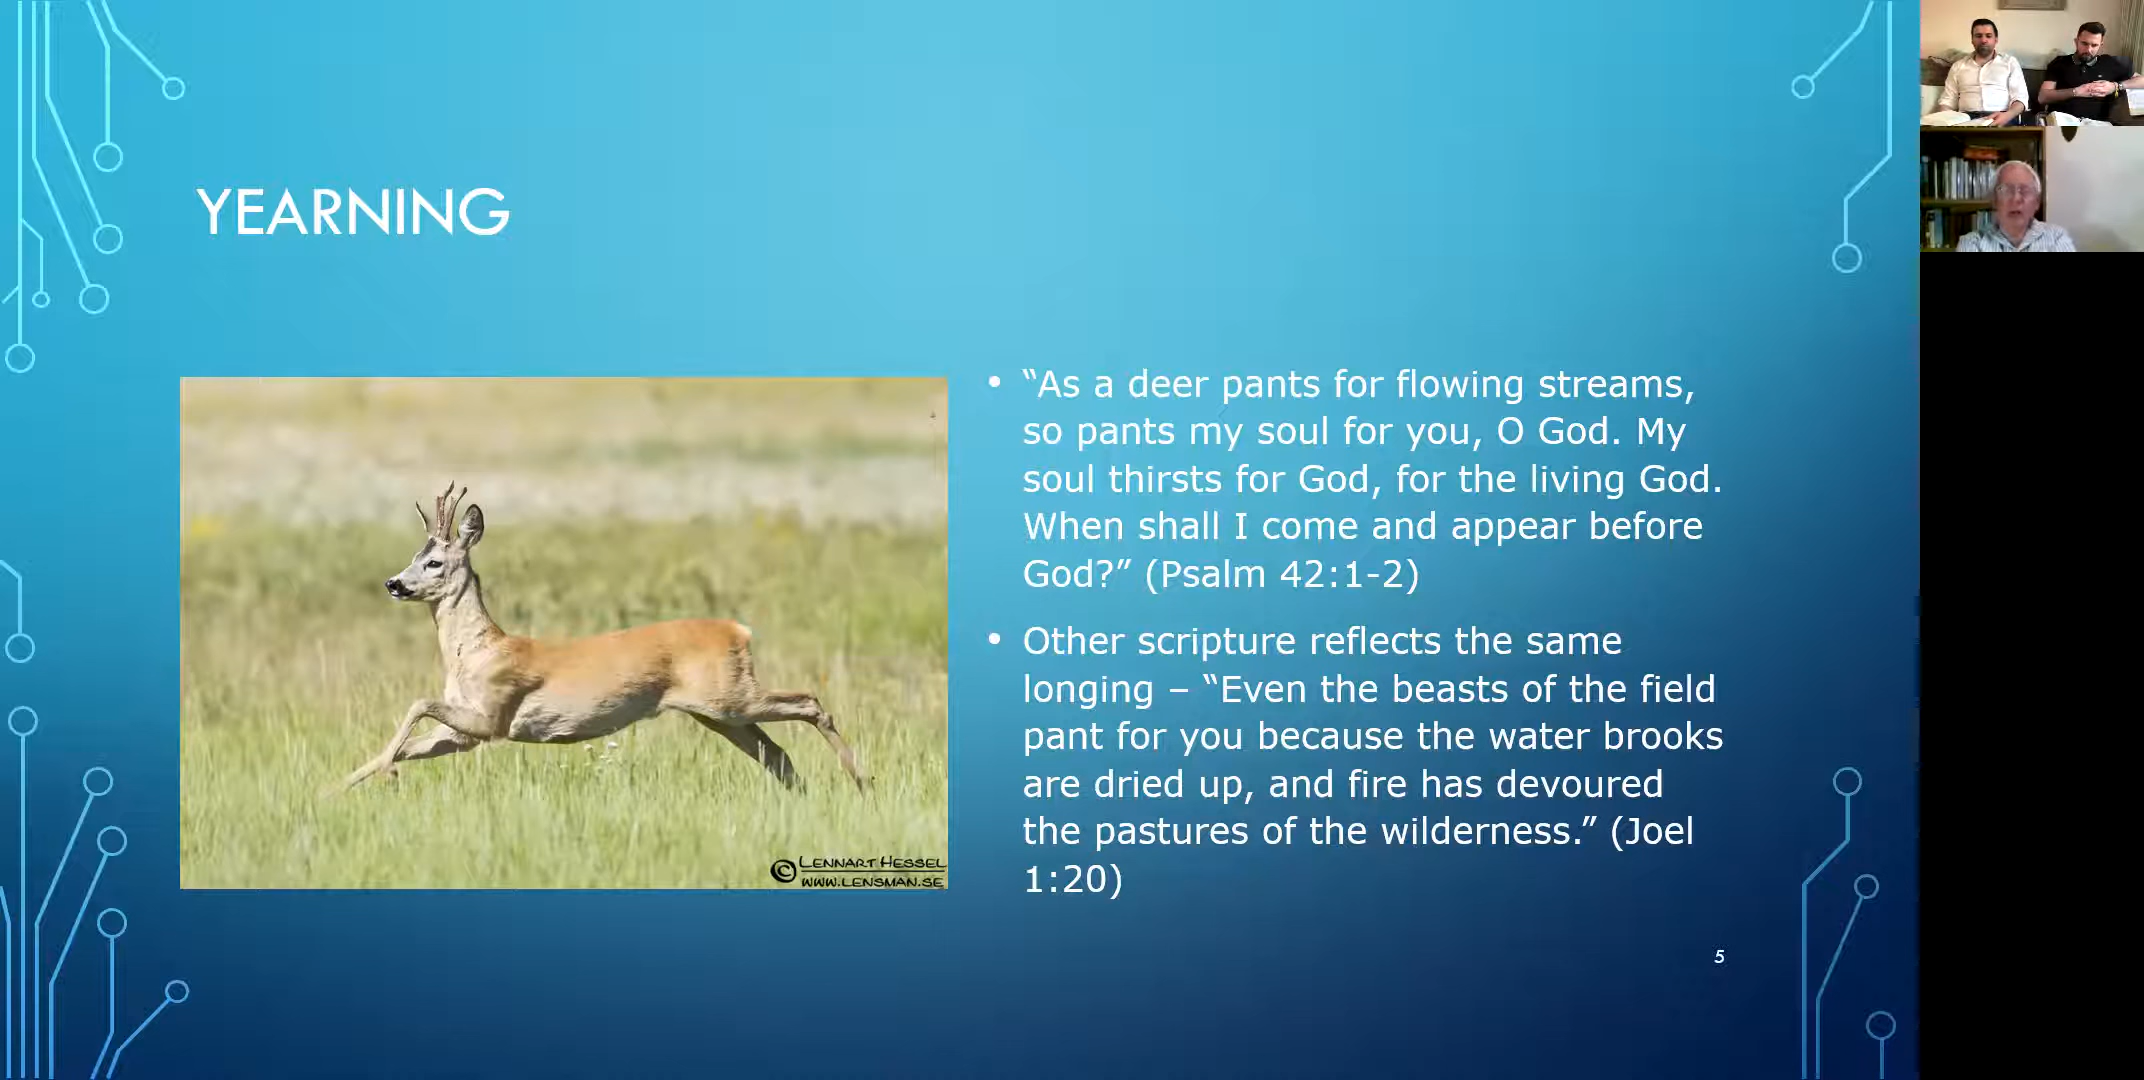 YEARNING
• “As a deer pants for flowing streams,
so pants my soul for you, O God. My
soul thirsts for God, for the living God.
When shall I come and appear before
God?” (Psalm 42:1-2)
• Other scripture reflects the same
longing – “Even the beasts of the field
pant for you because the water brooks
are dried up, and fire has devoured
the pastures of the wilderness.” (Joel
1:20)
© LENNART HESSEL
WWW.LENSMAN.SE
5